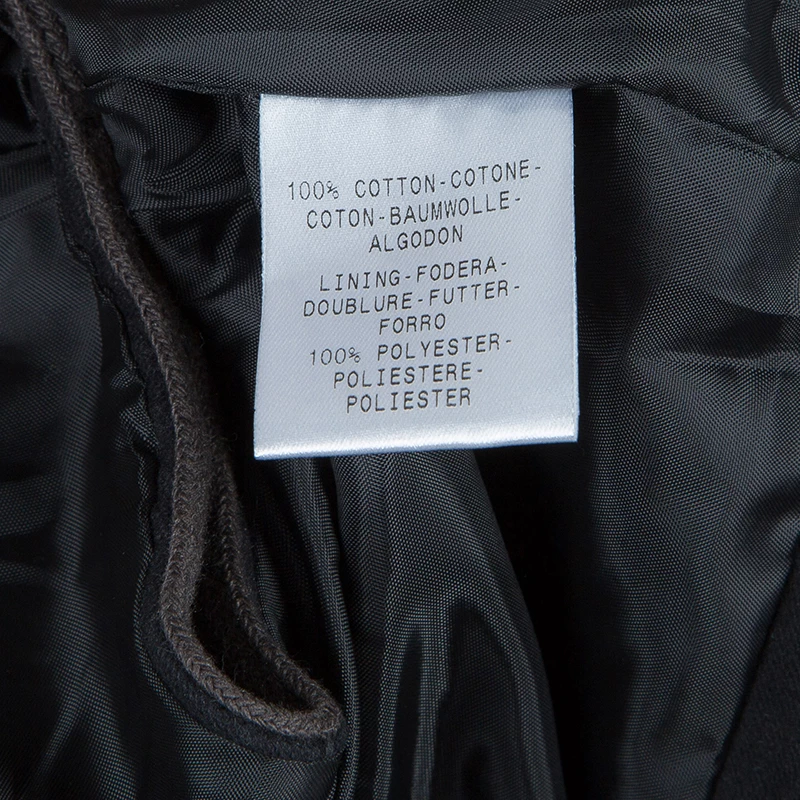 100% COTTON-COTONE-
COTON-BAUMWOLLE-
ALGODON
LINING-FODERA-
DOUBLURE-FUTTER-
FORRO
100% POLYESTER-
POLIESTERE-
POLIESTER